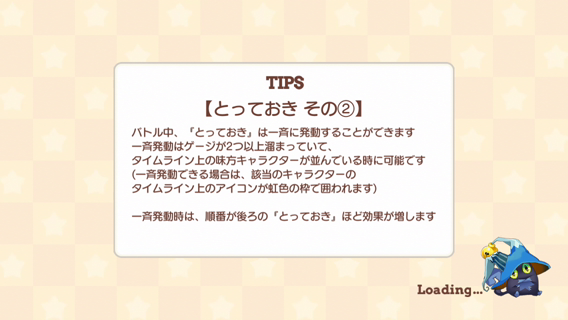 TIPS
【とっておき その②】
バトル中、『とっておき』は一斉に発動することができます
一斉発動はゲージが2つ以上溜まっていて、
タイムライン上の味方キャラクターが並んでいる時に可能です
(一斉発動できる場合は、該当のキャラクターの
タイムライン上のアイコンが虹色の枠で囲われます)
一斉発動時は、順番が後ろの『とっておき』ほど効果が増します
Loading...